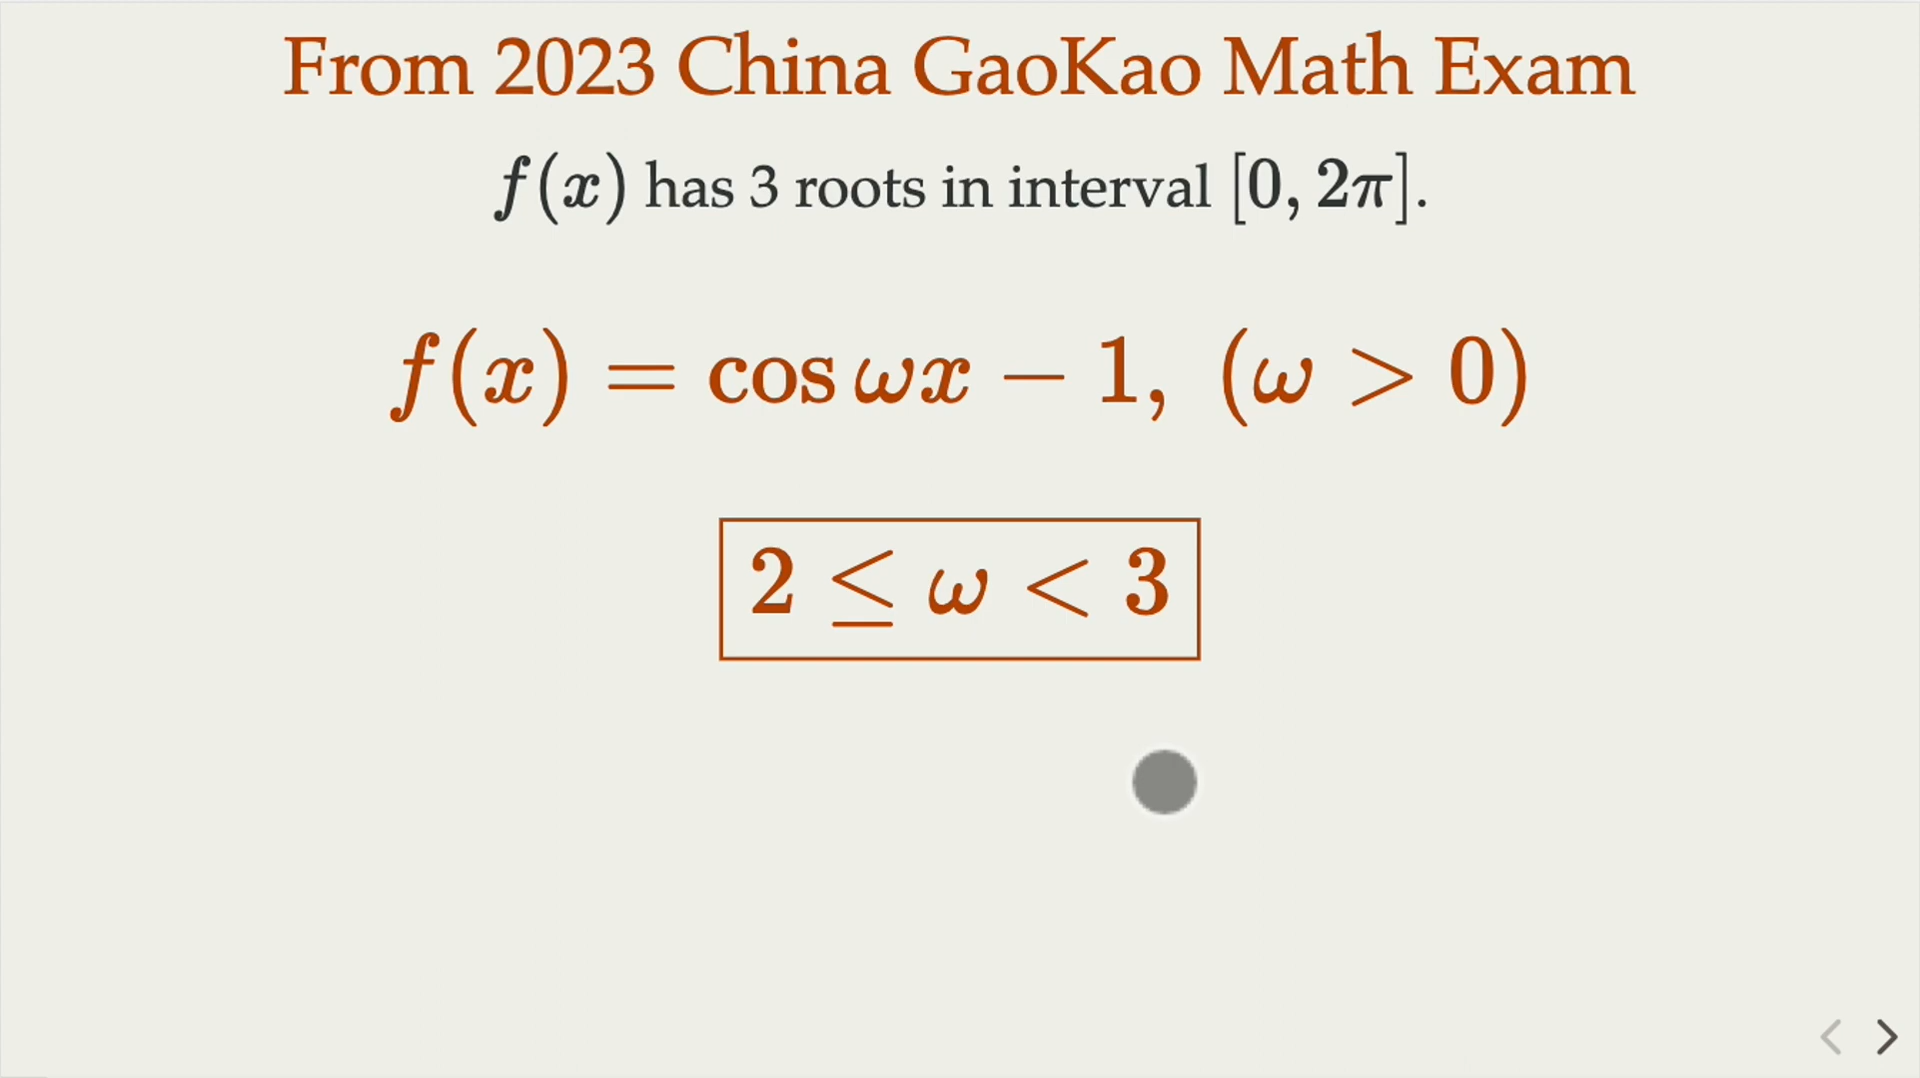 From 2023 China GaoKao Math Exam
f(x) has 3 roots in interval [0, 2π].
f(x) = cos ωx − 1, (ω > 0)
2 ≤ ω < 3